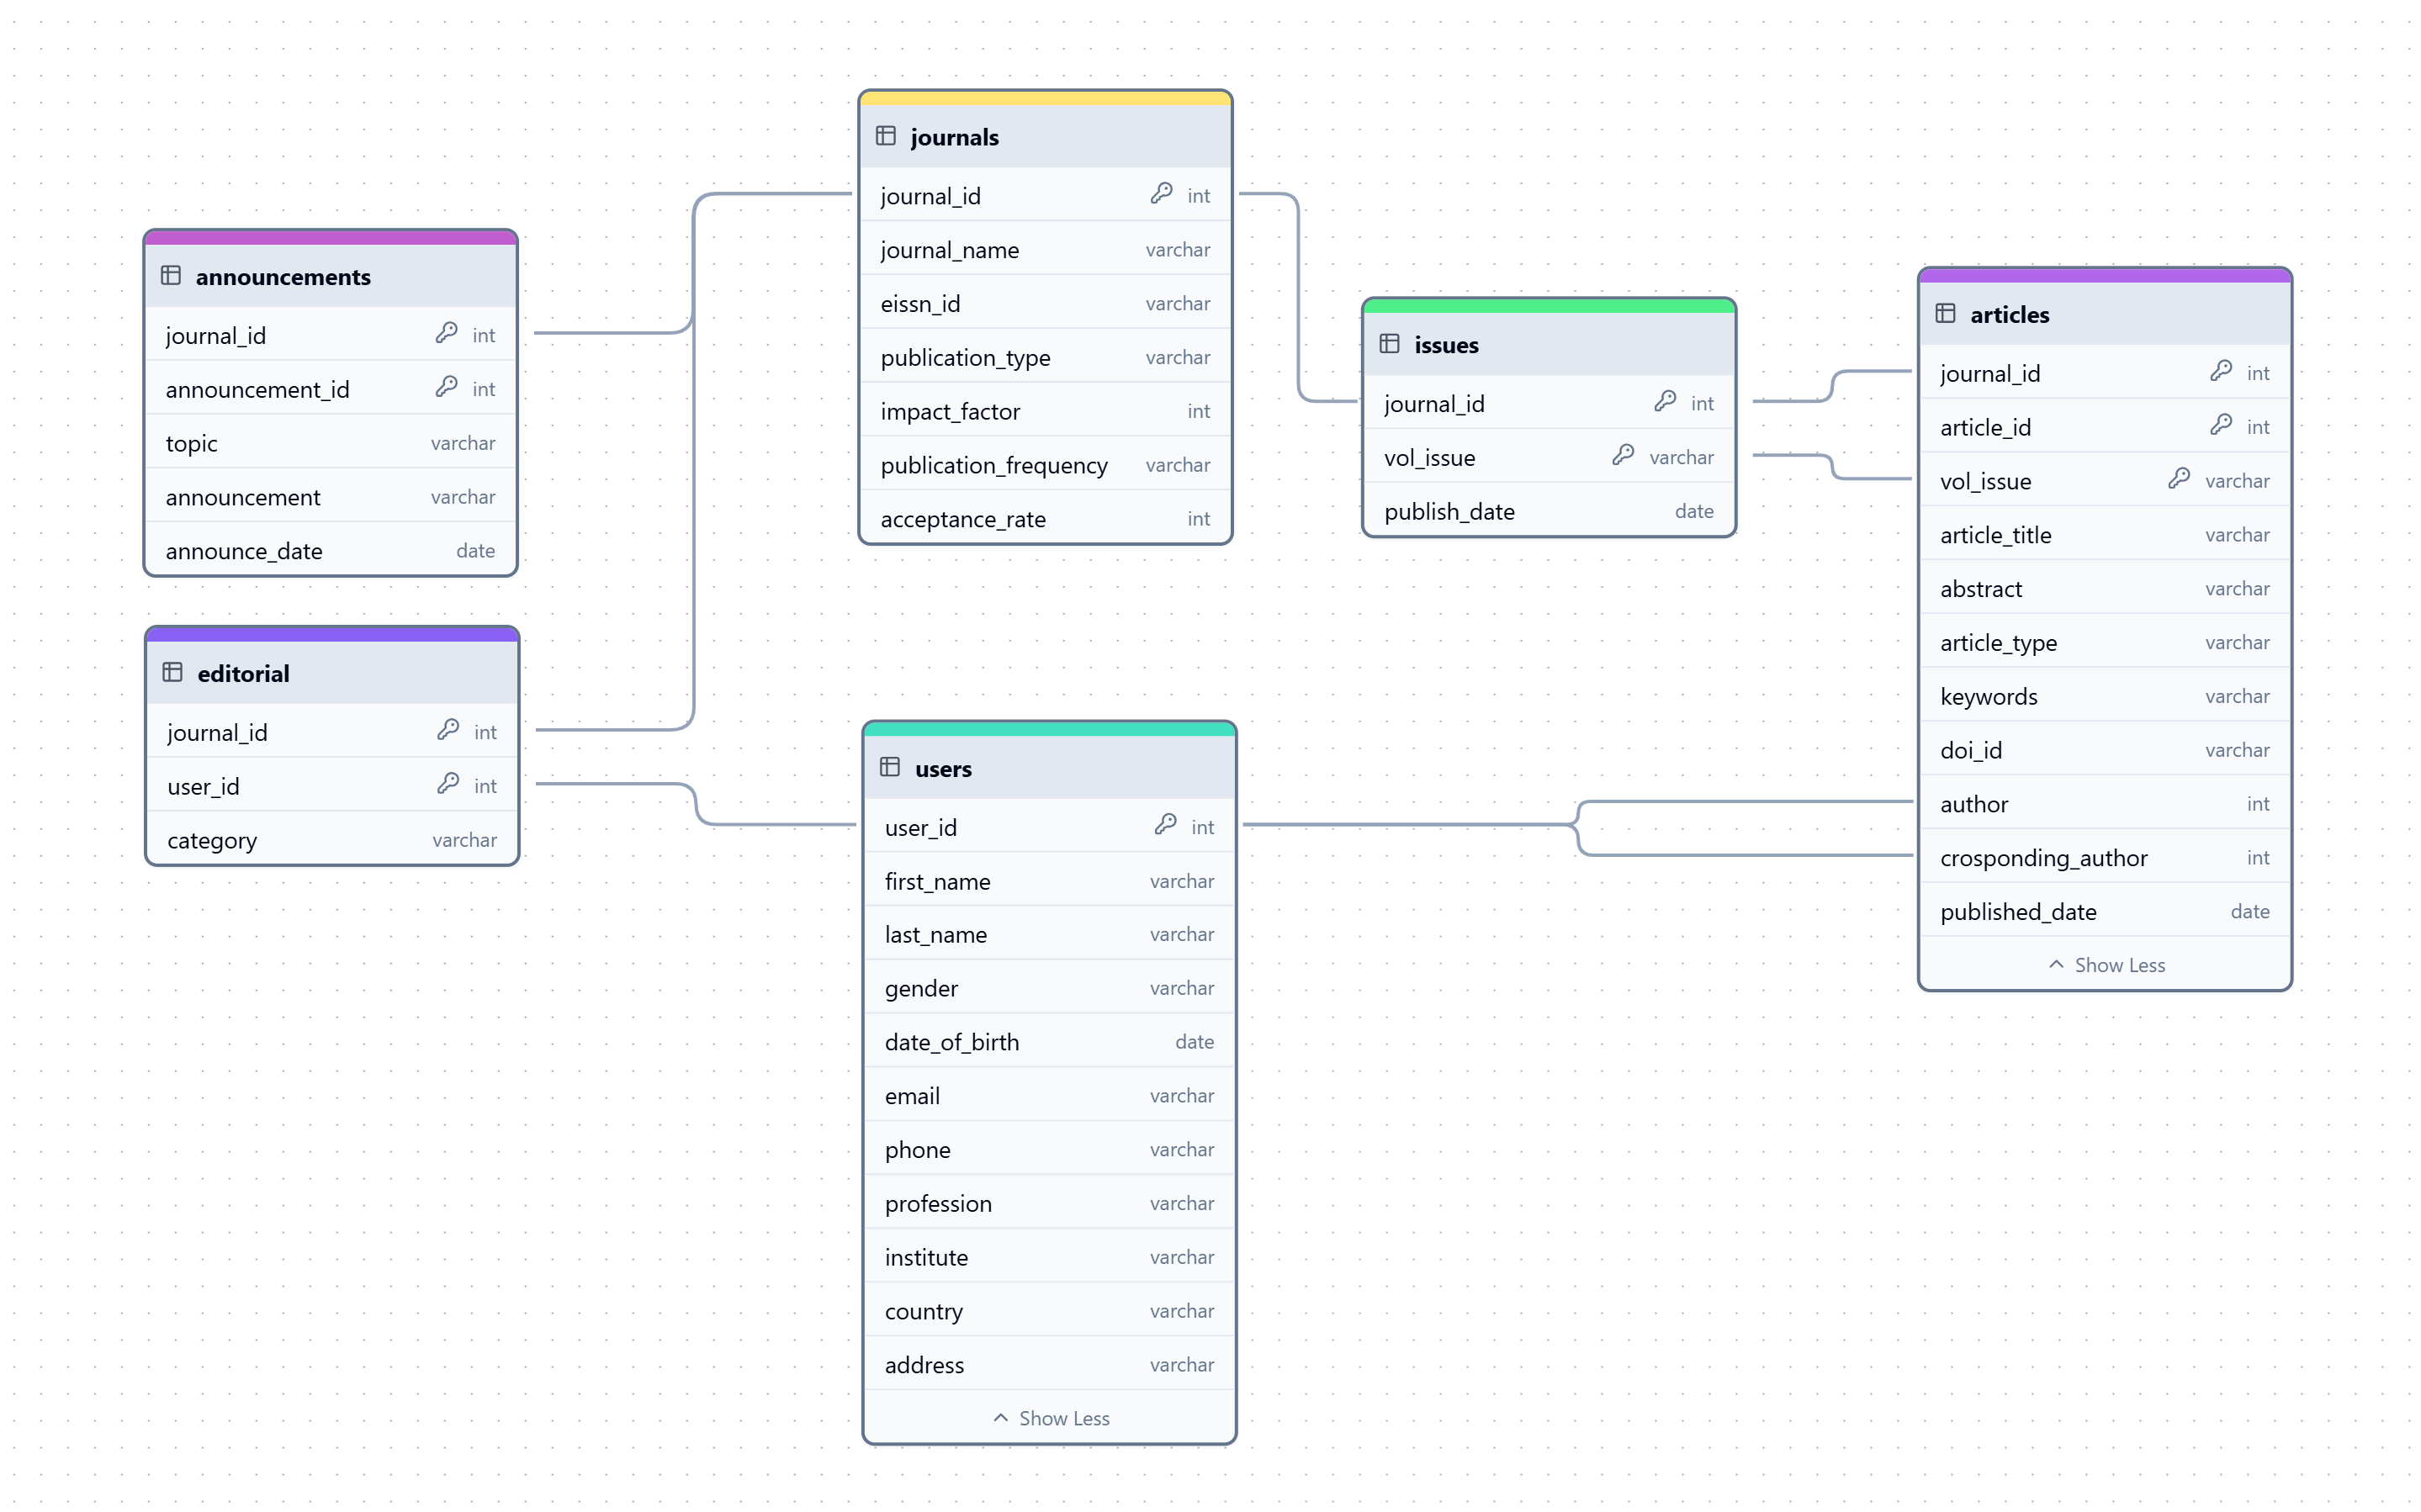 announcements
journal_id int
announcement_id int
topic varchar
announcement varchar
announce_date date
editorial
journal_id int
user_id int
category varchar
journals
journal_id int
journal_name varchar
eissn_id varchar
publication_type varchar
impact_factor int
publication_frequency varchar
acceptance_rate int
users
user_id int
first_name varchar
last_name varchar
gender varchar
date_of_birth date
email varchar
phone varchar
profession varchar
institute varchar
country varchar
address varchar
Show Less
issues
journal_id int
vol_issue varchar
publish_date date
articles
journal_id int
article_id int
vol_issue varchar
article_title varchar
abstract varchar
article_type varchar
keywords varchar
doi_id varchar
author int
crosponding_author int
published_date date
Show Less